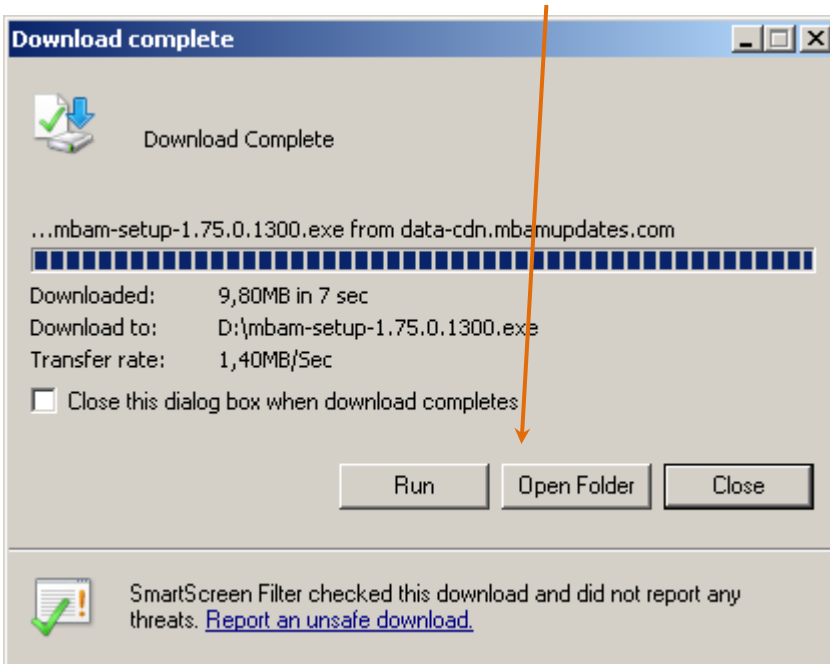 Download complete
Download Complete
...mbam-setup-1.75.0.1300.exe from data-cdn.mbamupdates.com
Downloaded: 9,80MB in 7 sec
Download to: D:\mbam-setup-1.75.0.1300.exe
Transfer rate: 1,40MB/Sec
Close this dialog box when download completes
Run Open Folder Close
SmartScreen Filter checked this download and did not report any
threats. Report an unsafe download.